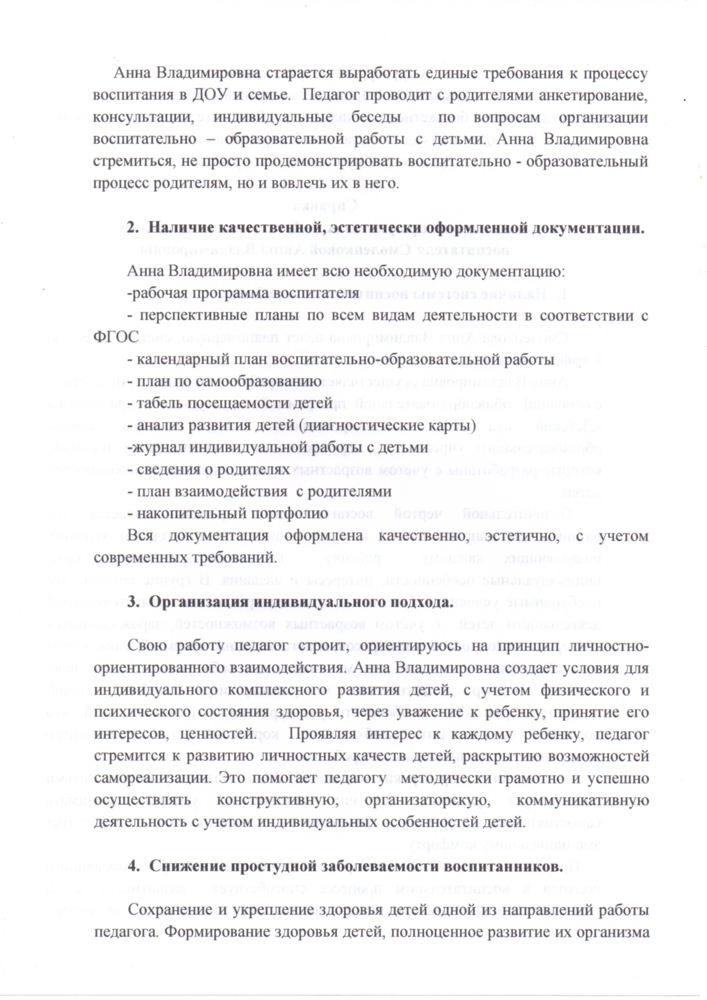 Анна Владимировна старается выработать единые требования к процессу
воспитания в ДОУ и семье. Педагог проводит с родителями анкетирование,
консультации, индивидуальные беседы по вопросам организации
воспитательно – образовательной работы с детьми. Анна Владимировна
стремиться, не просто продемонстрировать воспитательно - образовательный
процесс родителям, но и вовлечь их в него.
2. Наличие качественной, эстетически оформленной документации.
Анна Владимировна имеет всю необходимую документацию:
-рабочая программа воспитателя
- перспективные планы по всем видам деятельности в соответствии с
ФГОС
- календарный план воспитательно-образовательной работы
- план по самообразованию
- табель посещаемости детей
- анализ развития детей (диагностические карты)
-журнал индивидуальной работы с детьми
- сведения о родителях
- план взаимодействия с родителями
- накопительный портфолио
Вся документация оформлена качественно, эстетично, с учетом
современных требований.
3. Организация индивидуального подхода.
Свою работу педагог строит, ориентируюсь на принцип личностно-
ориентированного взаимодействия. Анна Владимировна создает условия для
индивидуального комплексного развития детей, с учетом физического и
психического состояния здоровья, через уважение к ребенку, принятие его
интересов, ценностей. Проявляя интерес к каждому ребенку, педагог
стремится к развитию личностных качеств детей, раскрытию возможностей
самореализации. Это помогает педагогу методически грамотно и успешно
осуществлять конструктивную, организаторскую, коммуникативную
деятельность с учетом индивидуальных особенностей детей.
4. Снижение простудной заболеваемости воспитанников.
Сохранение и укрепление здоровья детей одной из направлений работы
педагога. Формирование здоровья детей, полноценное развитие их организма